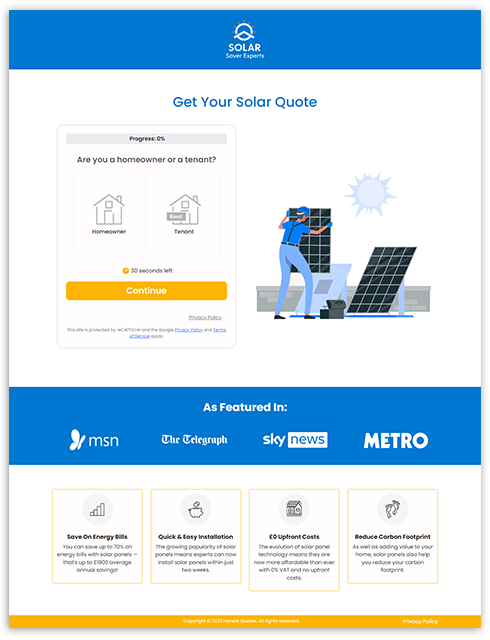 SOLAR
Saver Experts
Get Your Solar Quote
Progress: 0%
Are you a homeowner or a tenant?
Rent
Homeowner
Tenant
30 seconds left
Continue
Privacy Policy
This site is protected by reCAPTCHA and the Google Privacy Policy and Terms
of Service apply.
As Featured In:
msn
The Telegraph
sky news
METRO
Save On Energy Bills
You can save up to 70% on
energy bills with solar panels —
that's up to £1900 average
annual savings!
Quick & Easy Installation
The growing popularity of solar
panels means experts can now
install solar panels within just
two weeks.
£0 Upfront Costs
The evolution of solar panel
technology means they are
now more affordable than ever
with 0% VAT and no upfront
costs.
Reduce Carbon Footprint
As well as adding value to your
home, solar panels also help
you reduce your carbon
footprint.
Copyright © 2023 Honest Quotes. All rights reserved.
Privacy Policy